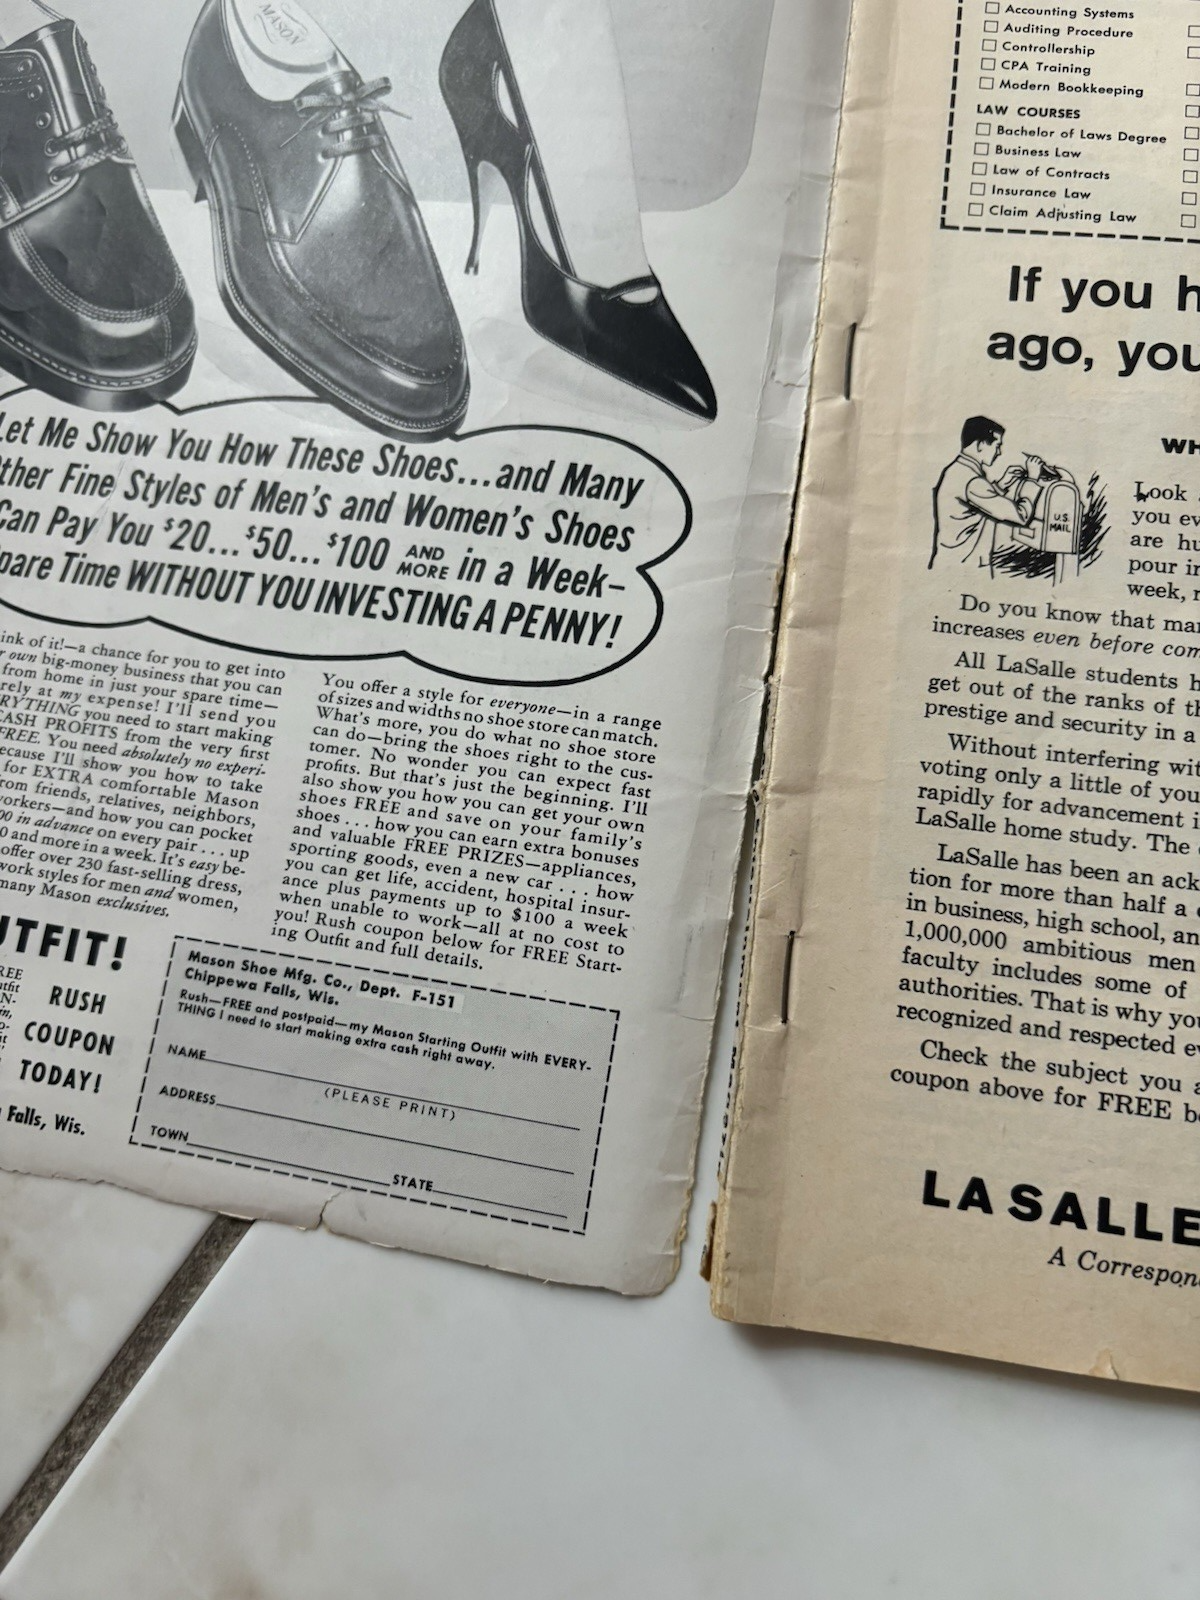 MASON
Let Me Show You How These Shoes...and Many
Other Fine Styles of Men's and Women's Shoes
Can Pay You $20...$50...$100 AND MORE in a Week–
Spare Time WITHOUT YOU INVESTING A PENNY!
ink of it!—a chance for you to get into
own big-money business that you can
from home in just your spare time—
rely at my expense! I'll send you
RYTHING you need to start making
CASH PROFITS from the very first
FREE. You need absolutely no experi-
ecause I'll show you how to take
for EXTRA comfortable Mason
rom friends, relatives, neighbors,
workers—and how you can pocket
00 in advance on every pair . . . up
0 and more in a week. It's easy be-
offer over 230 fast-selling dress,
work styles for men and women,
many Mason exclusives.
UTFIT!
REE
utfit
N-
in,
RUSH
COUPON
TODAY!
Falls, Wis.
You offer a style for everyone—in a range
of sizes and widths no shoe store can match.
What's more, you do what no shoe store
can do—bring the shoes right to the cus-
tomer. No wonder you can expect fast
profits. But that's just the beginning. I'll
also show you how you can get your own
shoes FREE and save on your family's
shoes . . . how you can earn extra bonuses
and valuable FREE PRIZES—appliances,
sporting goods, even a new car . . . how
you can get life, accident, hospital insur-
ance plus payments up to $100 a week
when unable to work—all at no cost to
you! Rush coupon below for FREE Start-
ing Outfit and full details.
Mason Shoe Mfg. Co., Dept. F-151
Chippewa Falls, Wis.
Rush—FREE and postpaid—my Mason Starting Outfit with EVERY-
THING I need to start making extra cash right away.
NAME
(PLEASE PRINT)
ADDRESS
TOWN
STATE
Accounting Systems
Auditing Procedure
Controllership
CPA Training
Modern Bookkeeping
LAW COURSES
Bachelor of Laws Degree
Business Law
Law of Contracts
Insurance Law
Claim Adjusting Law
If you h
ago, you
WH
U.S.
MAIL
Look
you ev
are hu
pour in
week, r
Do you know that mar
increases even before com
All LaSalle students h
get out of the ranks of th
prestige and security in a
Without interfering wit
voting only a little of you
rapidly for advancement i
LaSalle home study. The
LaSalle has been an ack
tion for more than half a
in business, high school, an
1,000,000 ambitious men
faculty includes some of
authorities. That is why you
recognized and respected ev
Check the subject you a
coupon above for FREE bo
LASALLE
A Correspon